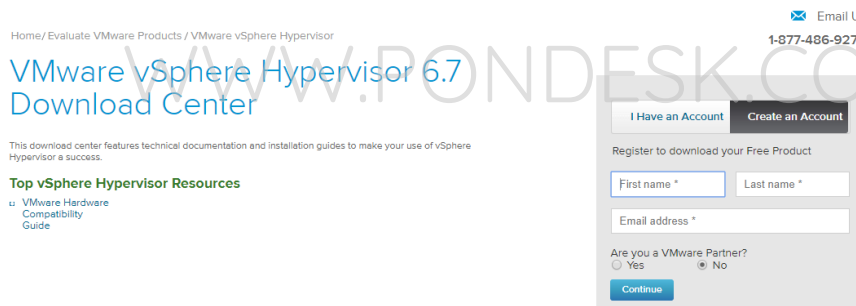 Email
1-877-486-927
Home/ Evaluate VMware Products / VMware vSphere Hypervisor
WWW.PONDESK.CO
VMware vSphere Hypervisor 6.7
Download Center
I Have an Account
Create an Account
This download center features technical documentation and installation guides to make your use of vSphere
Hypervisor a success.
Register to download your Free Product
Top vSphere Hypervisor Resources
First name *
Last name *
VMware Hardware
Compatibility
Guide
Email address *
Are you a VMware Partner?
Yes
No
Continue